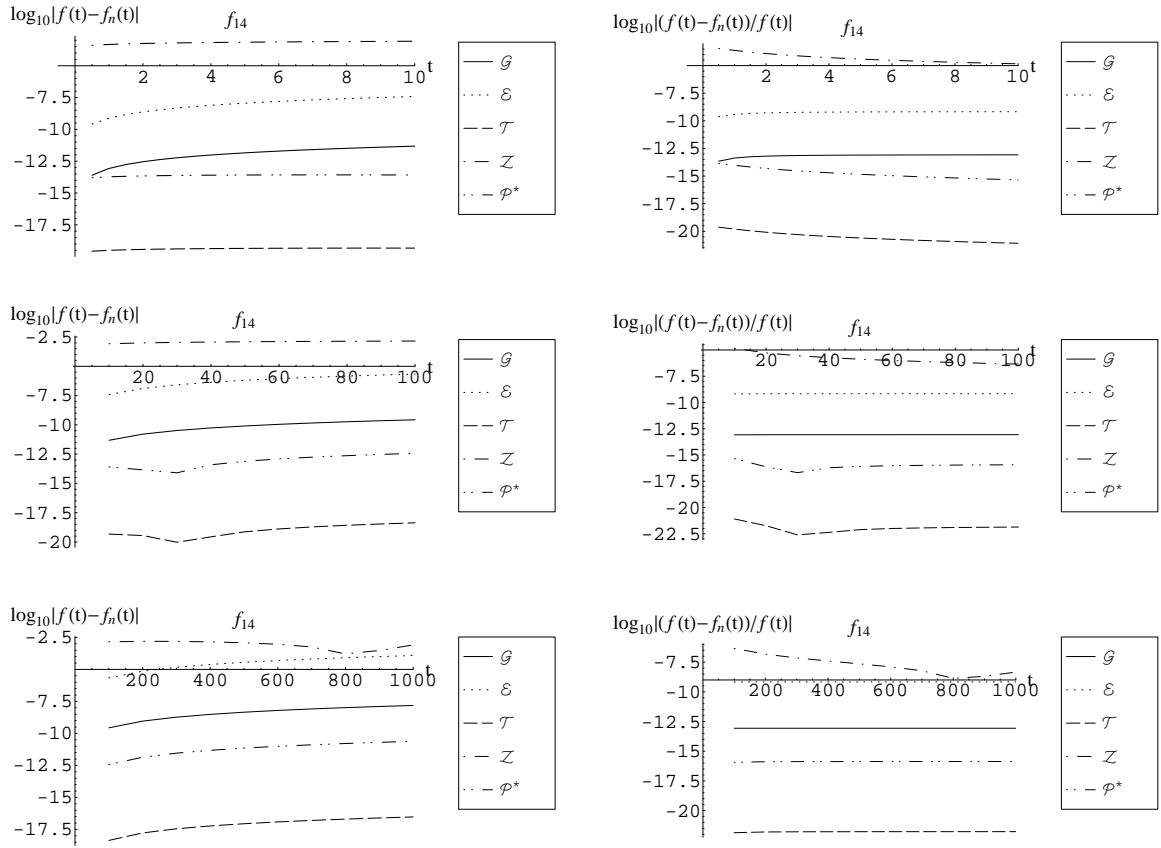 log₁₀|f(t)−fₙ(t)|
f₁₄
t
2 4 6 8 10
−7.5
−10
−12.5
−15
−17.5
𝒢
ℰ
𝒯
𝒵
𝒫*
log₁₀|(f(t)−fₙ(t))/f(t)|
f₁₄
t
2 4 6 8 10
−7.5
−10
−12.5
−15
−17.5
−20
𝒢
ℰ
𝒯
𝒵
𝒫*
log₁₀|f(t)−fₙ(t)|
f₁₄
−2.5
t
20 40 60 80 100
−7.5
−10
−12.5
−15
−17.5
−20
𝒢
ℰ
𝒯
𝒵
𝒫*
log₁₀|(f(t)−fₙ(t))/f(t)|
f₁₄
t
20 40 60 80 100
−7.5
−10
−12.5
−15
−17.5
−20
−22.5
𝒢
ℰ
𝒯
𝒵
𝒫*
log₁₀|f(t)−fₙ(t)|
f₁₄
−2.5
t
200 400 600 800 1000
−7.5
−10
−12.5
−15
−17.5
𝒢
ℰ
𝒯
𝒵
𝒫*
log₁₀|(f(t)−fₙ(t))/f(t)|
f₁₄
−7.5
t
−10
200 400 600 800 1000
−12.5
−15
−17.5
−20
𝒢
ℰ
𝒯
𝒵
𝒫*